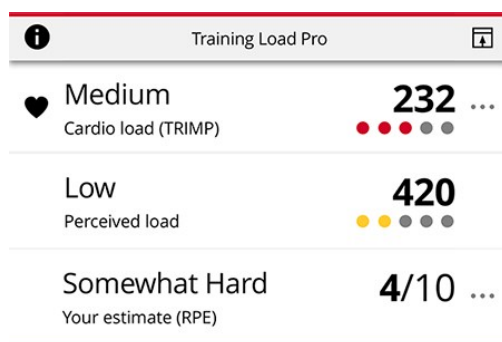 Training Load Pro
Medium 232 ...
Cardio load (TRIMP)
Low 420
Perceived load
Somewhat Hard 4/10 ...
Your estimate (RPE)